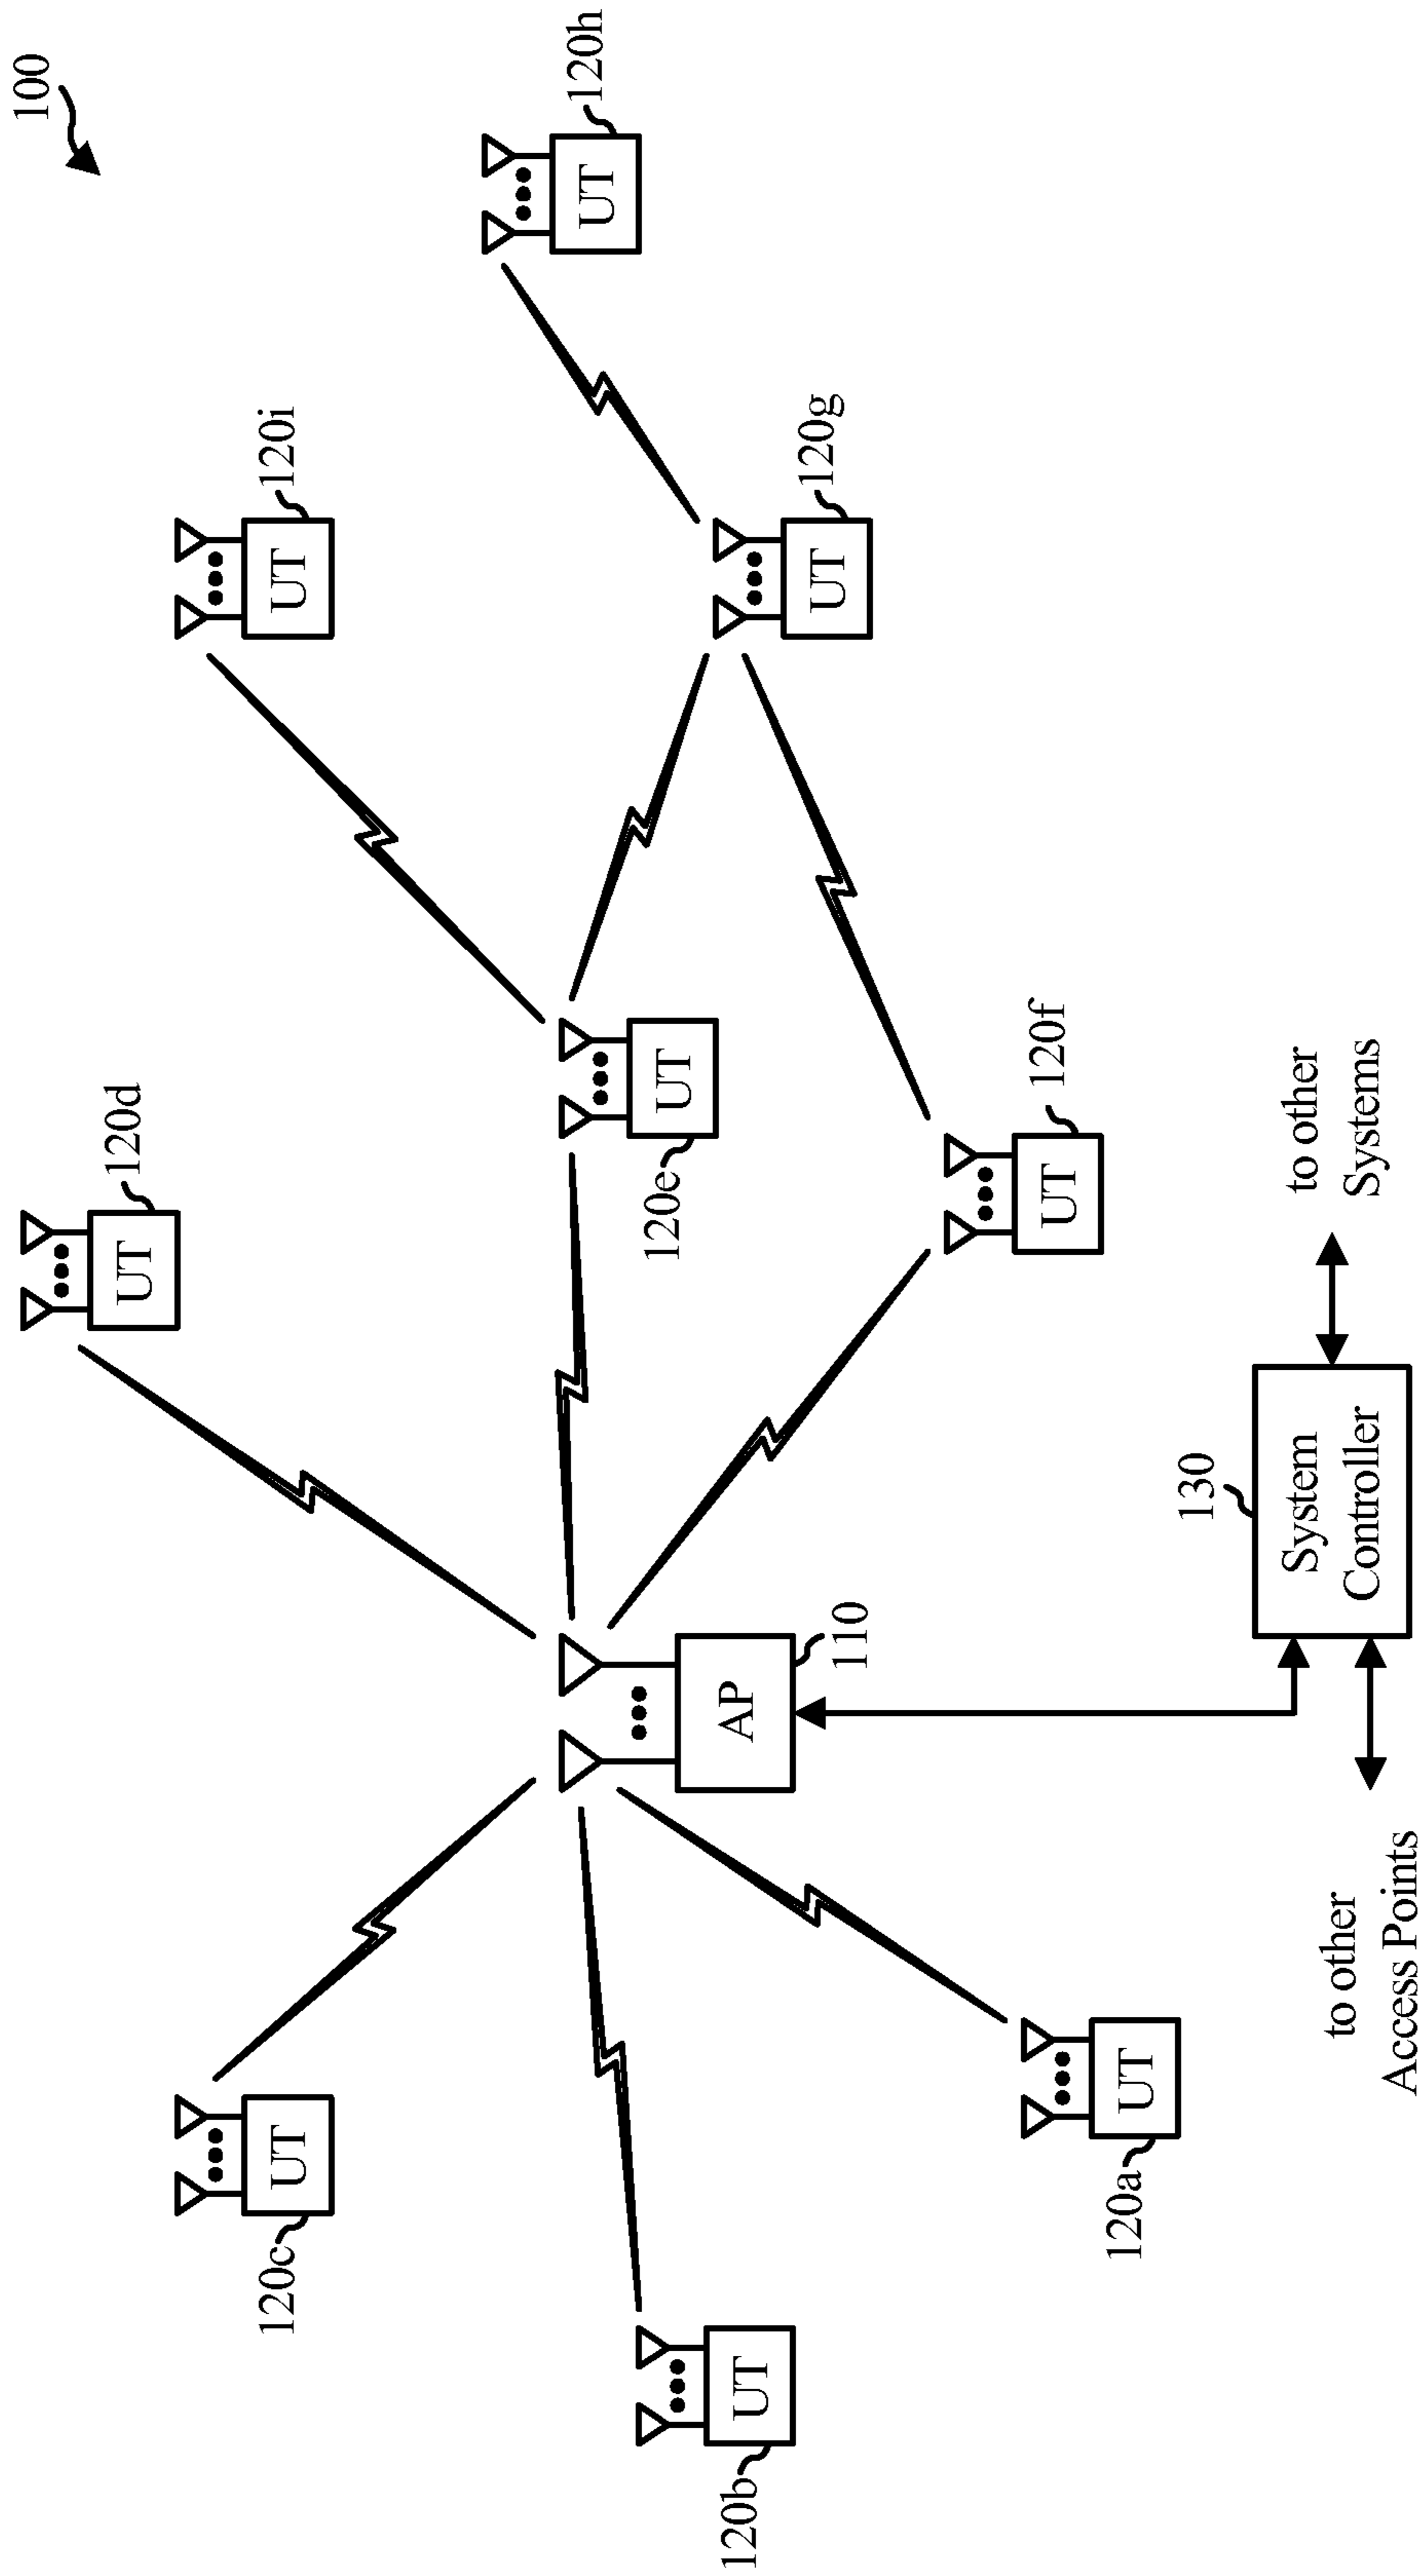 100
UT
120d
UT
120i
UT
120c
UT
120h
UT
120e
UT
120g
AP
110
UT
120b
UT
120f
UT
120a
130
System
Controller
to other
Systems
to other
Access Points